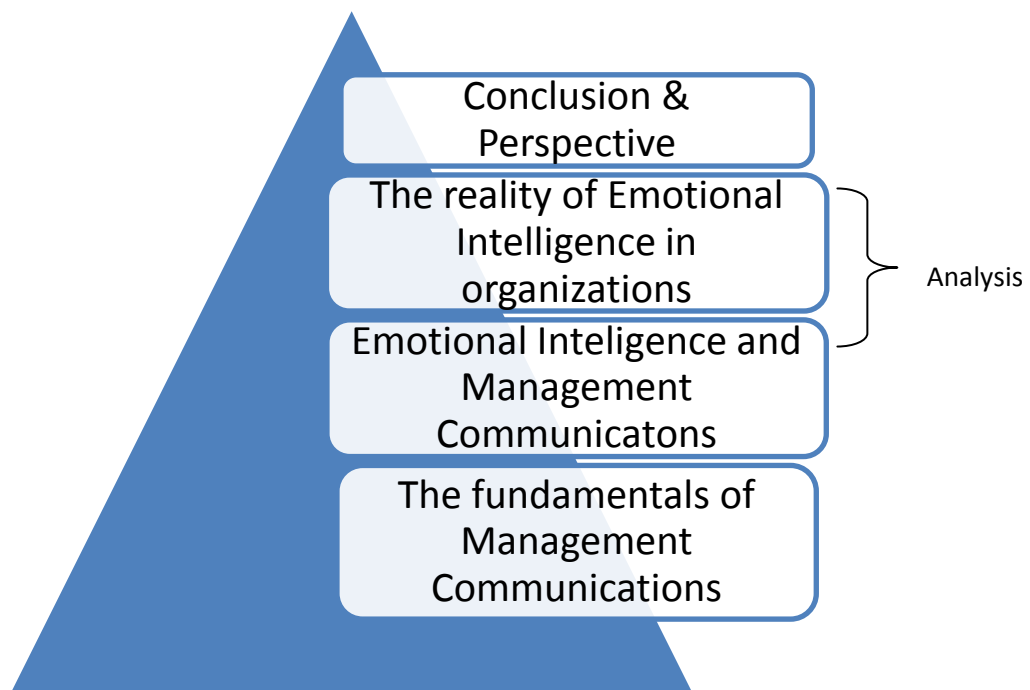 Conclusion &
Perspective
The reality of Emotional
Intelligence in
organizations
Analysis
Emotional Inteligence and
Management
Communicatons
The fundamentals of
Management
Communications